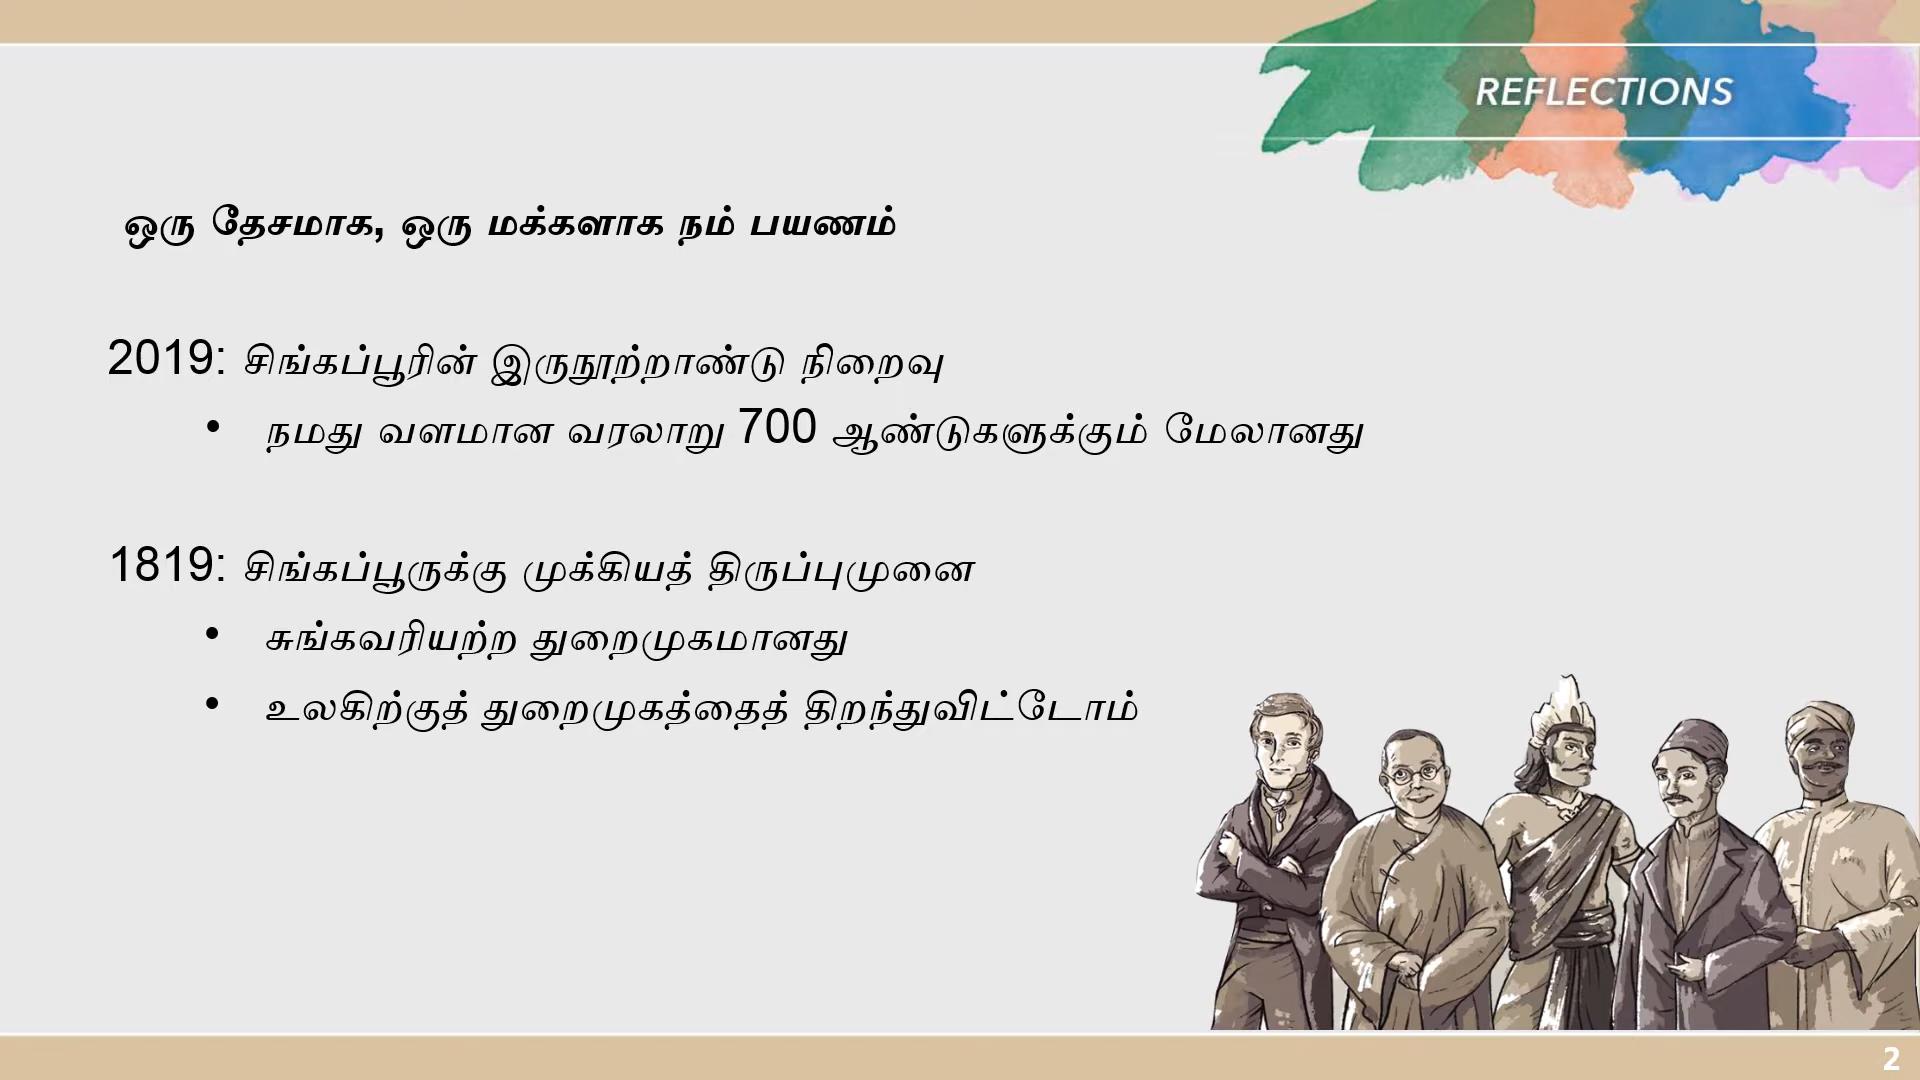 REFLECTIONS
ஒரு தேசமாக, ஒரு மக்களாக நம் பயணம்
2019: சிங்கப்பூரின் இருநூற்றாண்டு நிறைவு
• நமது வளமான வரலாறு 700 ஆண்டுகளுக்கும் மேலானது
1819: சிங்கப்பூருக்கு முக்கியத் திருப்புமுனை
• சுங்கவரியற்ற துறைமுகமானது
• உலகிற்குத் துறைமுகத்தைத் திறந்துவிட்டோம்
2